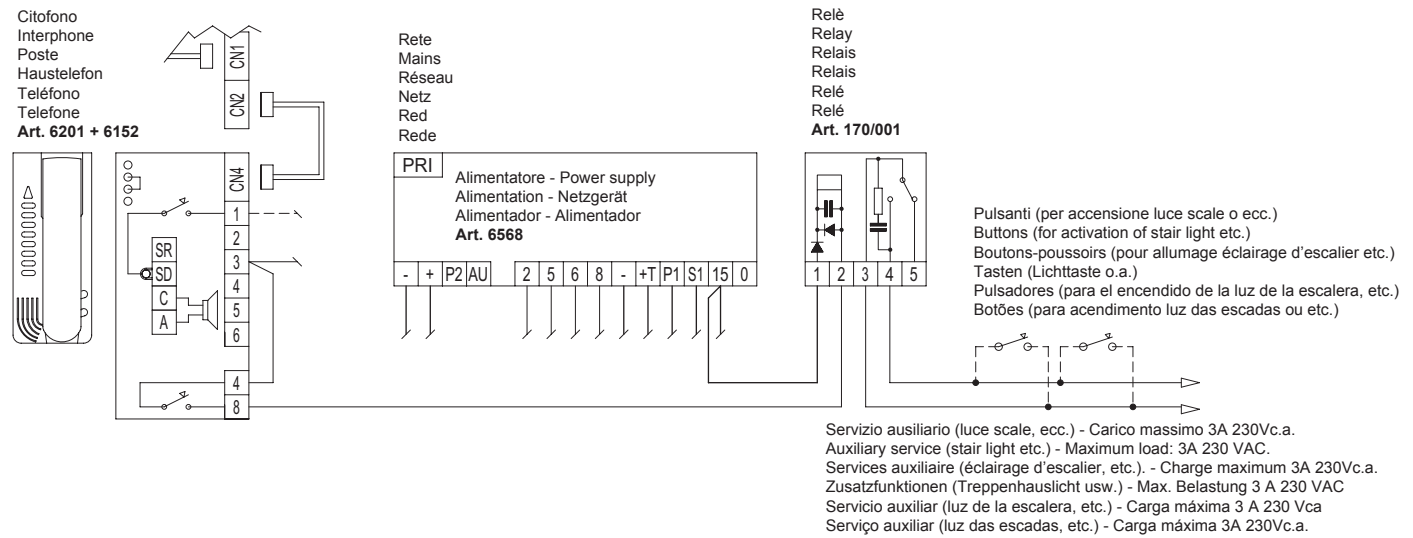 Citofono
Interphone
Poste
Haustelefon
Teléfono
Telefone
Art. 6201 + 6152
CN1
CN2
CN4
1
2
3
4
5
6
4
8
SR
SD
C
A
Rete
Mains
Réseau
Netz
Red
Rede
PRI
Alimentatore - Power supply
Alimentation - Netzgerät
Alimentador - Alimentador
Art. 6568
- + P2 AU 2 5 6 8 - +T P1 S1 15 0
Relè
Relay
Relais
Relais
Relé
Relé
Art. 170/001
1 2 3 4 5
Pulsanti (per accensione luce scale o ecc.)
Buttons (for activation of stair light etc.)
Boutons-poussoirs (pour allumage éclairage d'escalier etc.)
Tasten (Lichttaste o.a.)
Pulsadores (para el encendido de la luz de la escalera, etc.)
Botões (para acendimento luz das escadas ou etc.)
Servizio ausiliario (luce scale, ecc.) - Carico massimo 3A 230Vc.a.
Auxiliary service (stair light etc.) - Maximum load: 3A 230 VAC.
Services auxiliaire (éclairage d'escalier, etc.). - Charge maximum 3A 230Vc.a.
Zusatzfunktionen (Treppenhauslicht usw.) - Max. Belastung 3 A 230 VAC
Servicio auxiliar (luz de la escalera, etc.) - Carga máxima 3 A 230 Vca
Serviço auxiliar (luz das escadas, etc.) - Carga máxima 3A 230Vc.a.